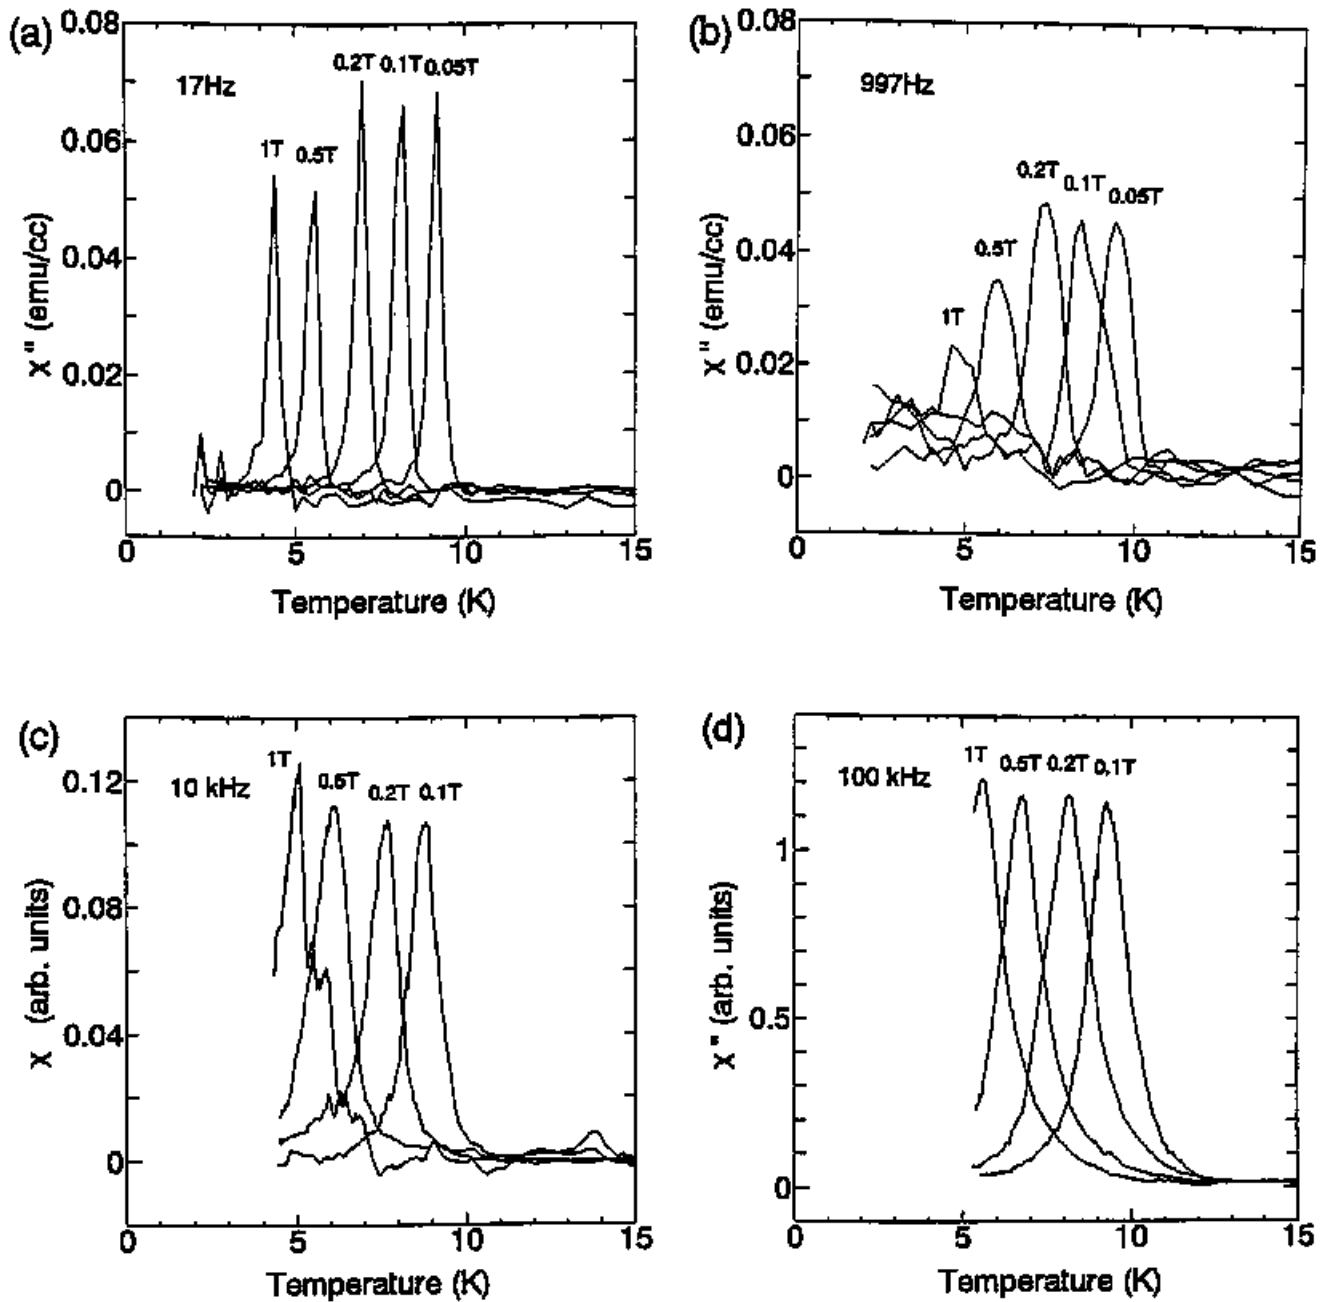 (a)
0.08
0.06
0.04
0.02
0
χ " (emu/cc)
17Hz
1T 0.5T 0.2T 0.1T 0.05T
0 5 10 15
Temperature (K)
(b)
0.08
0.06
0.04
0.02
0
χ " (emu/cc)
997Hz
1T 0.5T 0.2T 0.1T 0.05T
0 5 10 15
Temperature (K)
(c)
0.12
0.08
0.04
0
χ (arb. units)
10 kHz
1T 0.5T 0.2T 0.1T
0 5 10 15
Temperature (K)
(d)
1
0.5
0
χ " (arb. units)
100 kHz
1T 0.5T 0.2T 0.1T
0 5 10 15
Temperature (K)